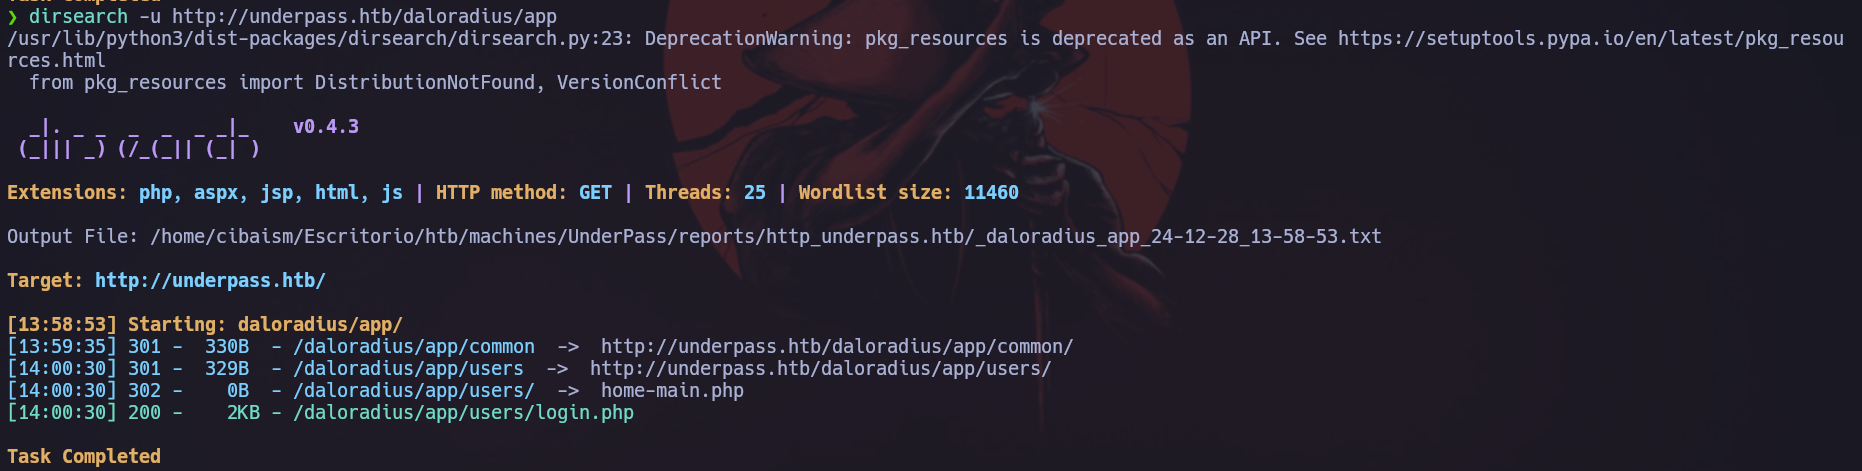 Task Completed
❯ dirsearch -u http://underpass.htb/daloradius/app
/usr/lib/python3/dist-packages/dirsearch/dirsearch.py:23: DeprecationWarning: pkg_resources is deprecated as an API. See https://setuptools.pypa.io/en/latest/pkg_resou
rces.html
  from pkg_resources import DistributionNotFound, VersionConflict
  _|. _ _  _  _  _ _|_    v0.4.3
 (_||| _) (/_(_|| (_| )
Extensions: php, aspx, jsp, html, js | HTTP method: GET | Threads: 25 | Wordlist size: 11460
Output File: /home/cibaism/Escritorio/htb/machines/UnderPass/reports/http_underpass.htb/_daloradius_app_24-12-28_13-58-53.txt
Target: http://underpass.htb/
[13:58:53] Starting: daloradius/app/
[13:59:35] 301 -  330B  - /daloradius/app/common  ->  http://underpass.htb/daloradius/app/common/
[14:00:30] 301 -  329B  - /daloradius/app/users  ->  http://underpass.htb/daloradius/app/users/
[14:00:30] 302 -    0B  - /daloradius/app/users/  ->  home-main.php
[14:00:30] 200 -    2KB - /daloradius/app/users/login.php
Task Completed